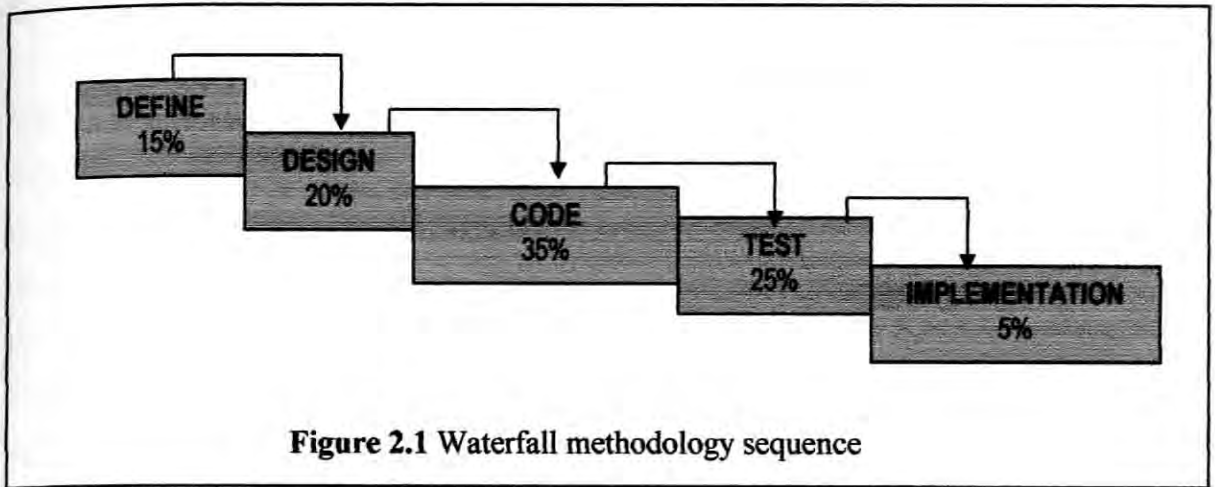 DEFINE
15%
DESIGN
20%
CODE
35%
TEST
25%
IMPLEMENTATION
5%
Figure 2.1 Waterfall methodology sequence